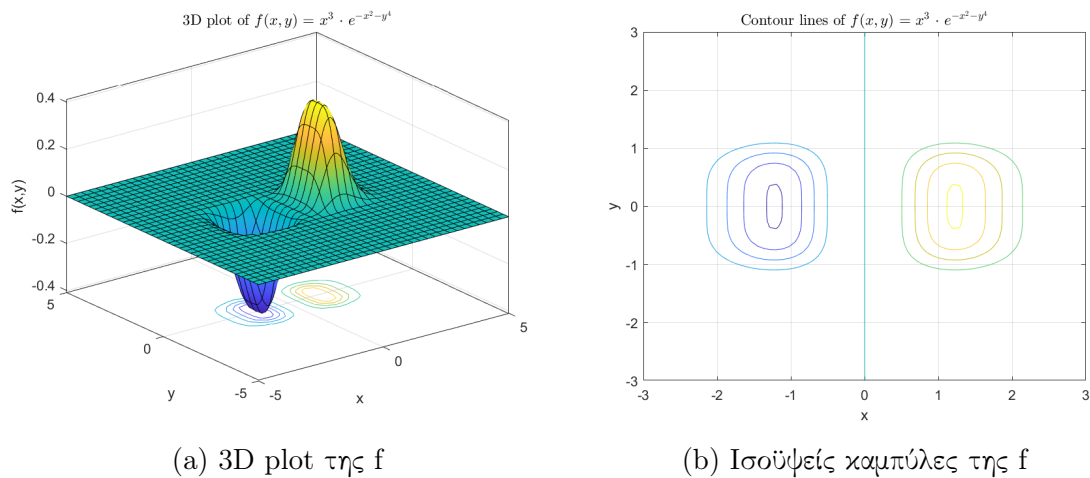 3D plot of f(x, y) = x³ · e^{-x²-y⁴}
0.4
0.2
0
-0.2
-0.4
f(x,y)
5
0
-5
y
-5
0
5
x
(a) 3D plot της f
Contour lines of f(x, y) = x³ · e^{-x²-y⁴}
3
2
1
0
-1
-2
-3
y
-3
-2
-1
0
1
2
3
x
(b) Ισοϋψείς καμπύλες της f